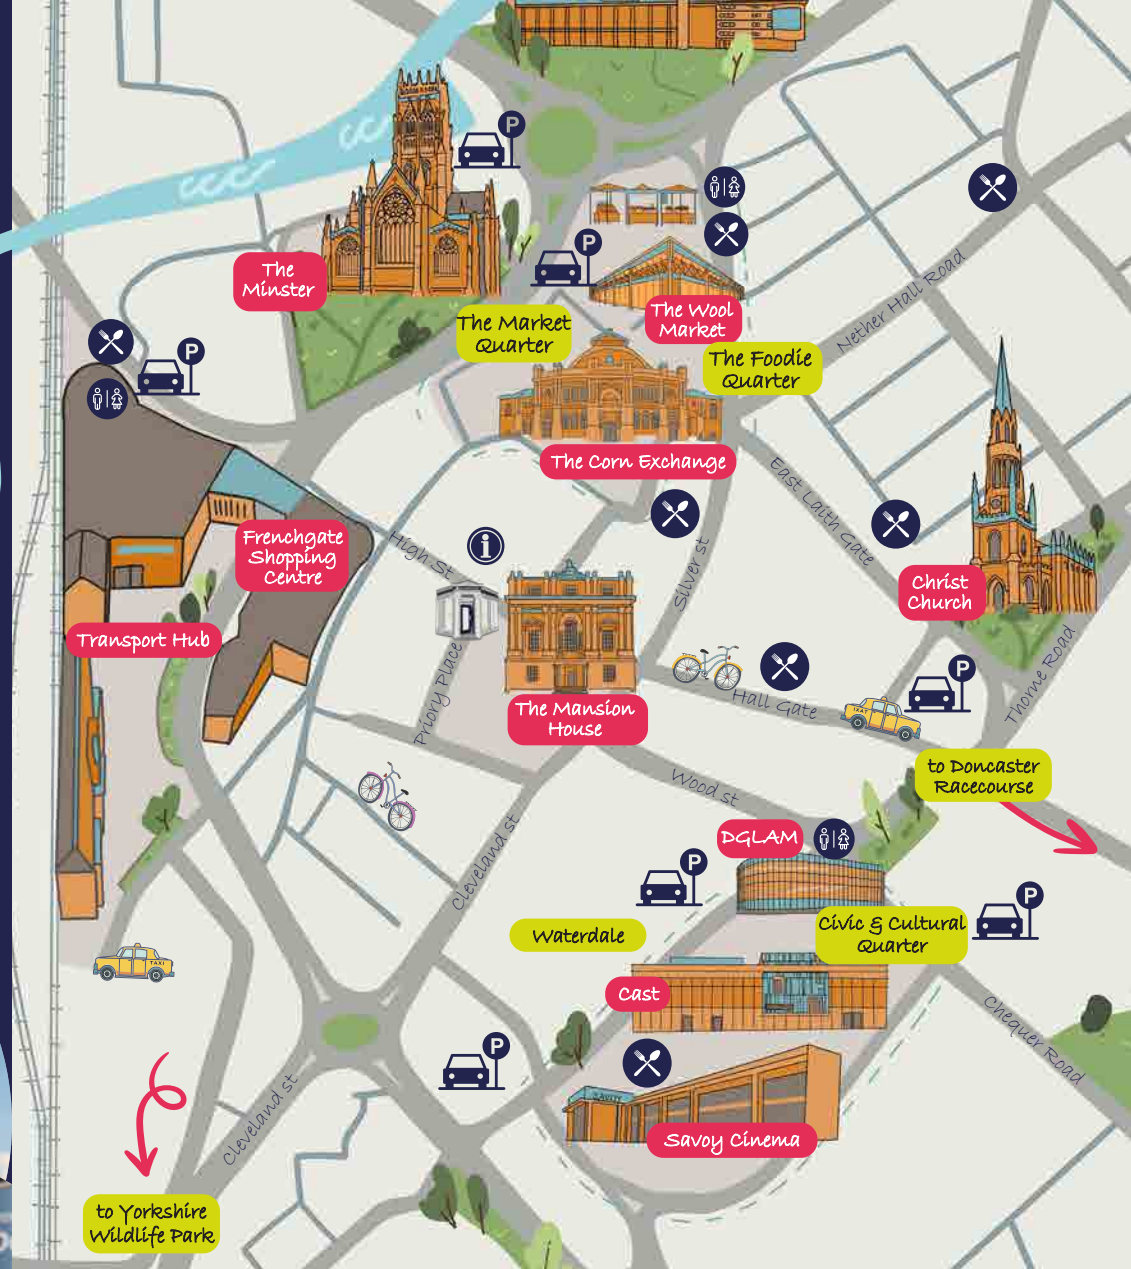 P
P
The
Minster
The Market
Quarter
The Wool
Market
The Foodie
Quarter
Nether Hall Road
P
The Corn Exchange
East Laith Gate
Frenchgate
Shopping
Centre
High St
i
Silver st
Christ
Church
Transport Hub
Priory Place
The Mansion
House
Hall Gate
TAXI
P
Thorne Road
to Doncaster
Racecourse
Wood st
DGLAM
P
Cleveland st
Waterdale
Civic & Cultural
Quarter
P
TAXI
Cast
Chequer Road
P
SAVOY
Savoy Cinema
Cleveland st
to Yorkshire
Wildlife Park